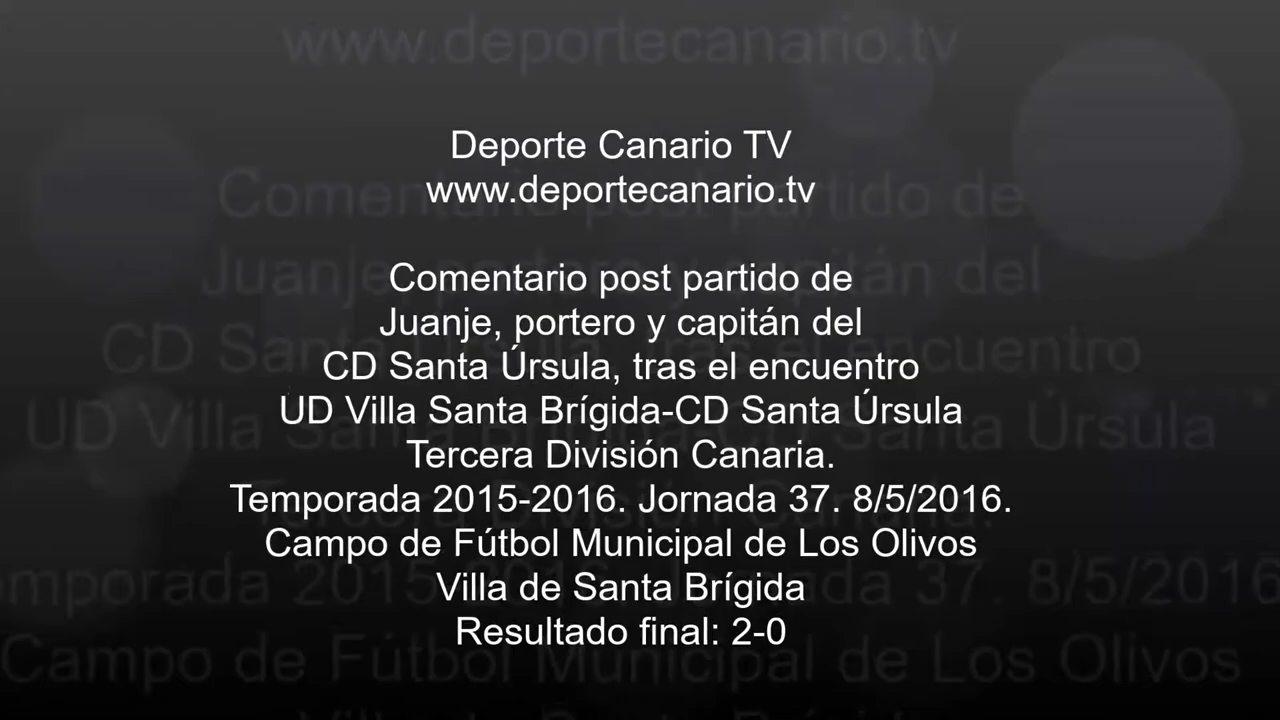 Deporte Canario TV
www.deportecanario.tv
Comentario post partido de
Juanje, portero y capitán del
CD Santa Úrsula, tras el encuentro
UD Villa Santa Brígida-CD Santa Úrsula
Tercera División Canaria.
Temporada 2015-2016. Jornada 37. 8/5/2016.
Campo de Fútbol Municipal de Los Olivos
Villa de Santa Brígida
Resultado final: 2-0